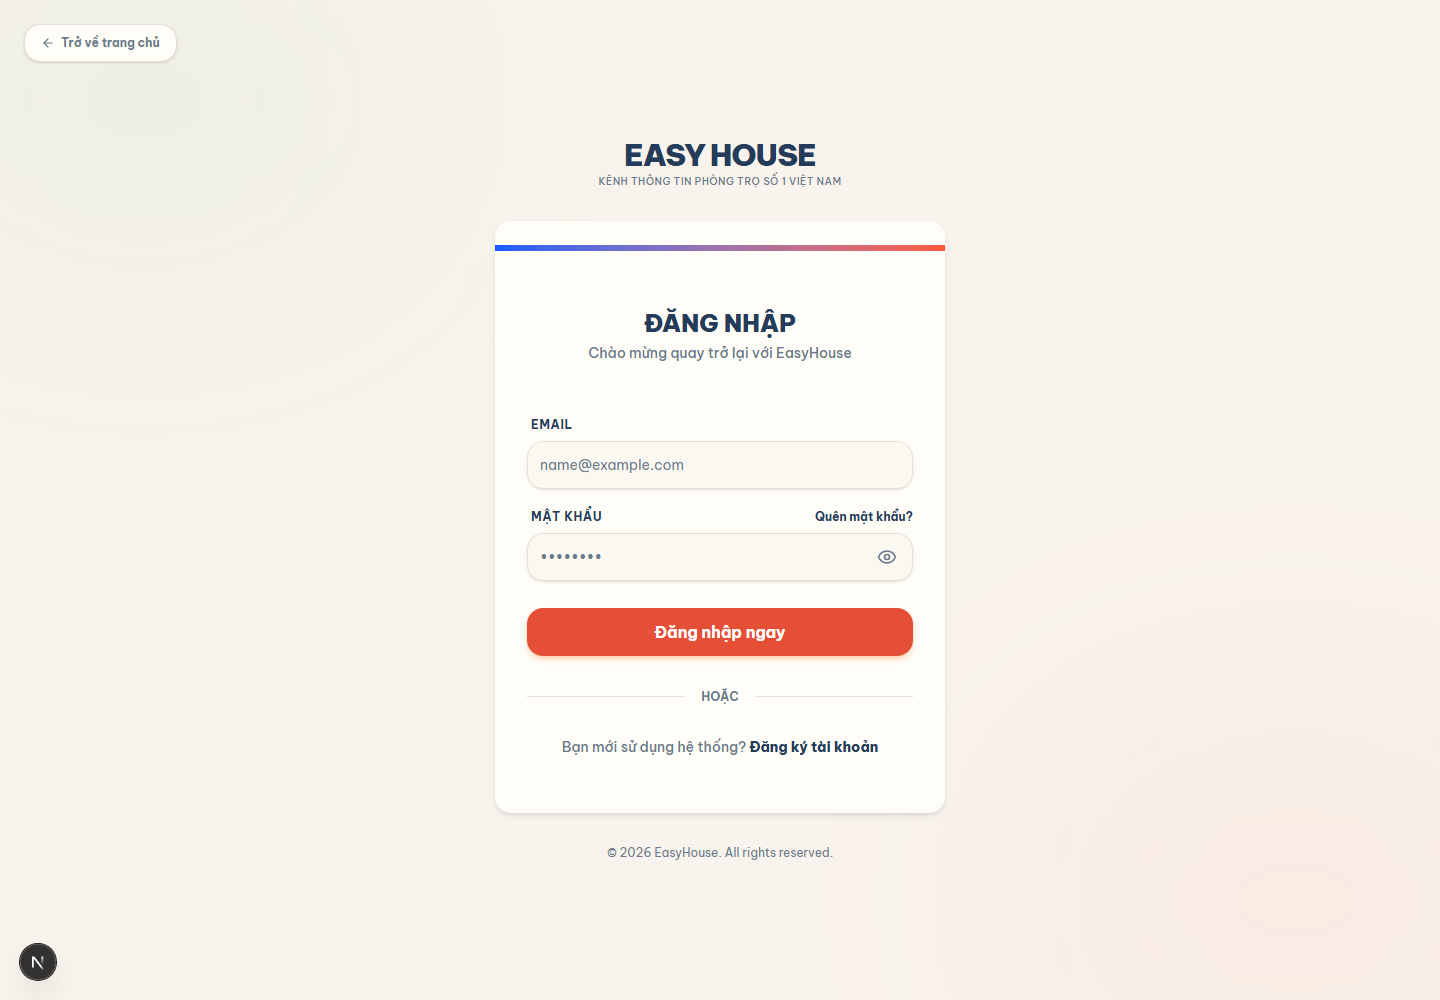 Trở về trang chủ
EASY HOUSE
KÊNH THÔNG TIN PHÒNG TRỌ SỐ 1 VIỆT NAM
ĐĂNG NHẬP
Chào mừng quay trở lại với EasyHouse
EMAIL
name@example.com
MẬT KHẨU Quên mật khẩu?
••••••••
Đăng nhập ngay
HOẶC
Bạn mới sử dụng hệ thống? Đăng ký tài khoản
© 2026 EasyHouse. All rights reserved.
N